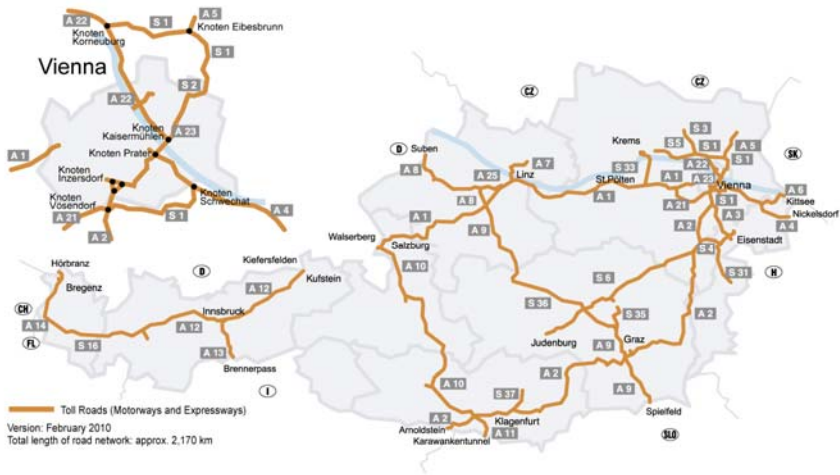 A 22
S 1
A 5
Knoten Eibesbrunn
Knoten
Korneuburg
S 1
Vienna
S 2
A 22
Knoten
Kaisermühlen
A 23
Knoten Prater
A 1
Knoten
Inzersdorf
Knoten
Vösendorf
Knoten
Schwechat
A 21
S 1
A 4
A 2
CZ
CZ
D
Suben
A 8
A 25
A 7
Linz
Krems
S 3
S 5
S 1
A 5
S 33
A 22
S 1
SK
St.Pölten
A 1
A 23
Vienna
A 6
Kittsee
A 8
A 1
A 21
S 1
Nickelsdorf
A 1
A 9
A 2
A 3
A 4
Walserberg
Salzburg
Eisenstadt
S 4
A 10
S 6
S 31
H
Hörbranz
D
Kiefersfelden
Bregenz
Kufstein
A 12
S 36
S 35
A 2
CH
Innsbruck
A 14
A 12
Judenburg
Graz
FL
S 16
A 13
A 9
Brennerpass
I
A 10
S 37
A 2
A 9
Toll Roads (Motorways and Expressways)
A 2
Klagenfurt
Spielfeld
Version: February 2010
Arnoldstein
A 11
SLO
Total length of road network: approx. 2,170 km
Karawankentunnel